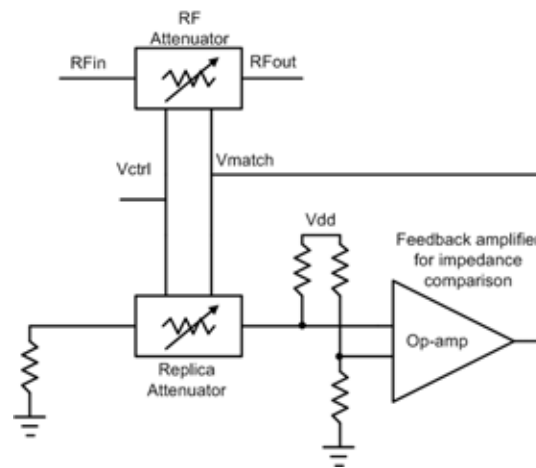 RF
Attenuator
RFin
RFout
Vctrl
Vmatch
Vdd
Feedback amplifier
for impedance
comparison
Op-amp
Replica
Attenuator